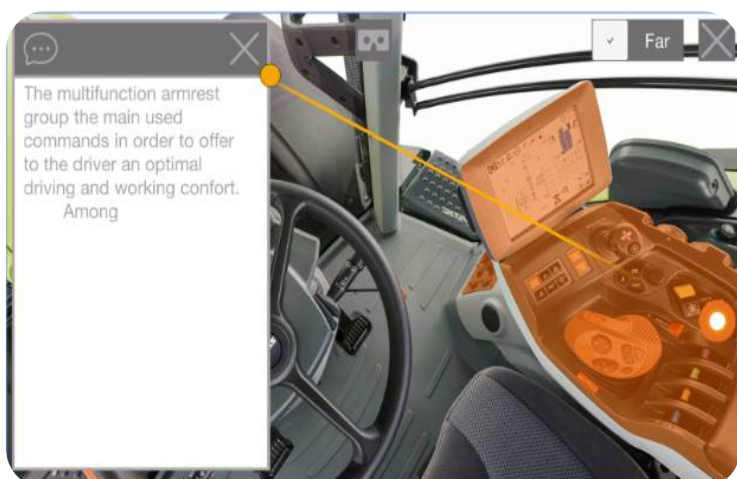 Far
The multifunction armrest
group the main used
commands in order to offer
to the driver an optimal
driving and working confort.
Among